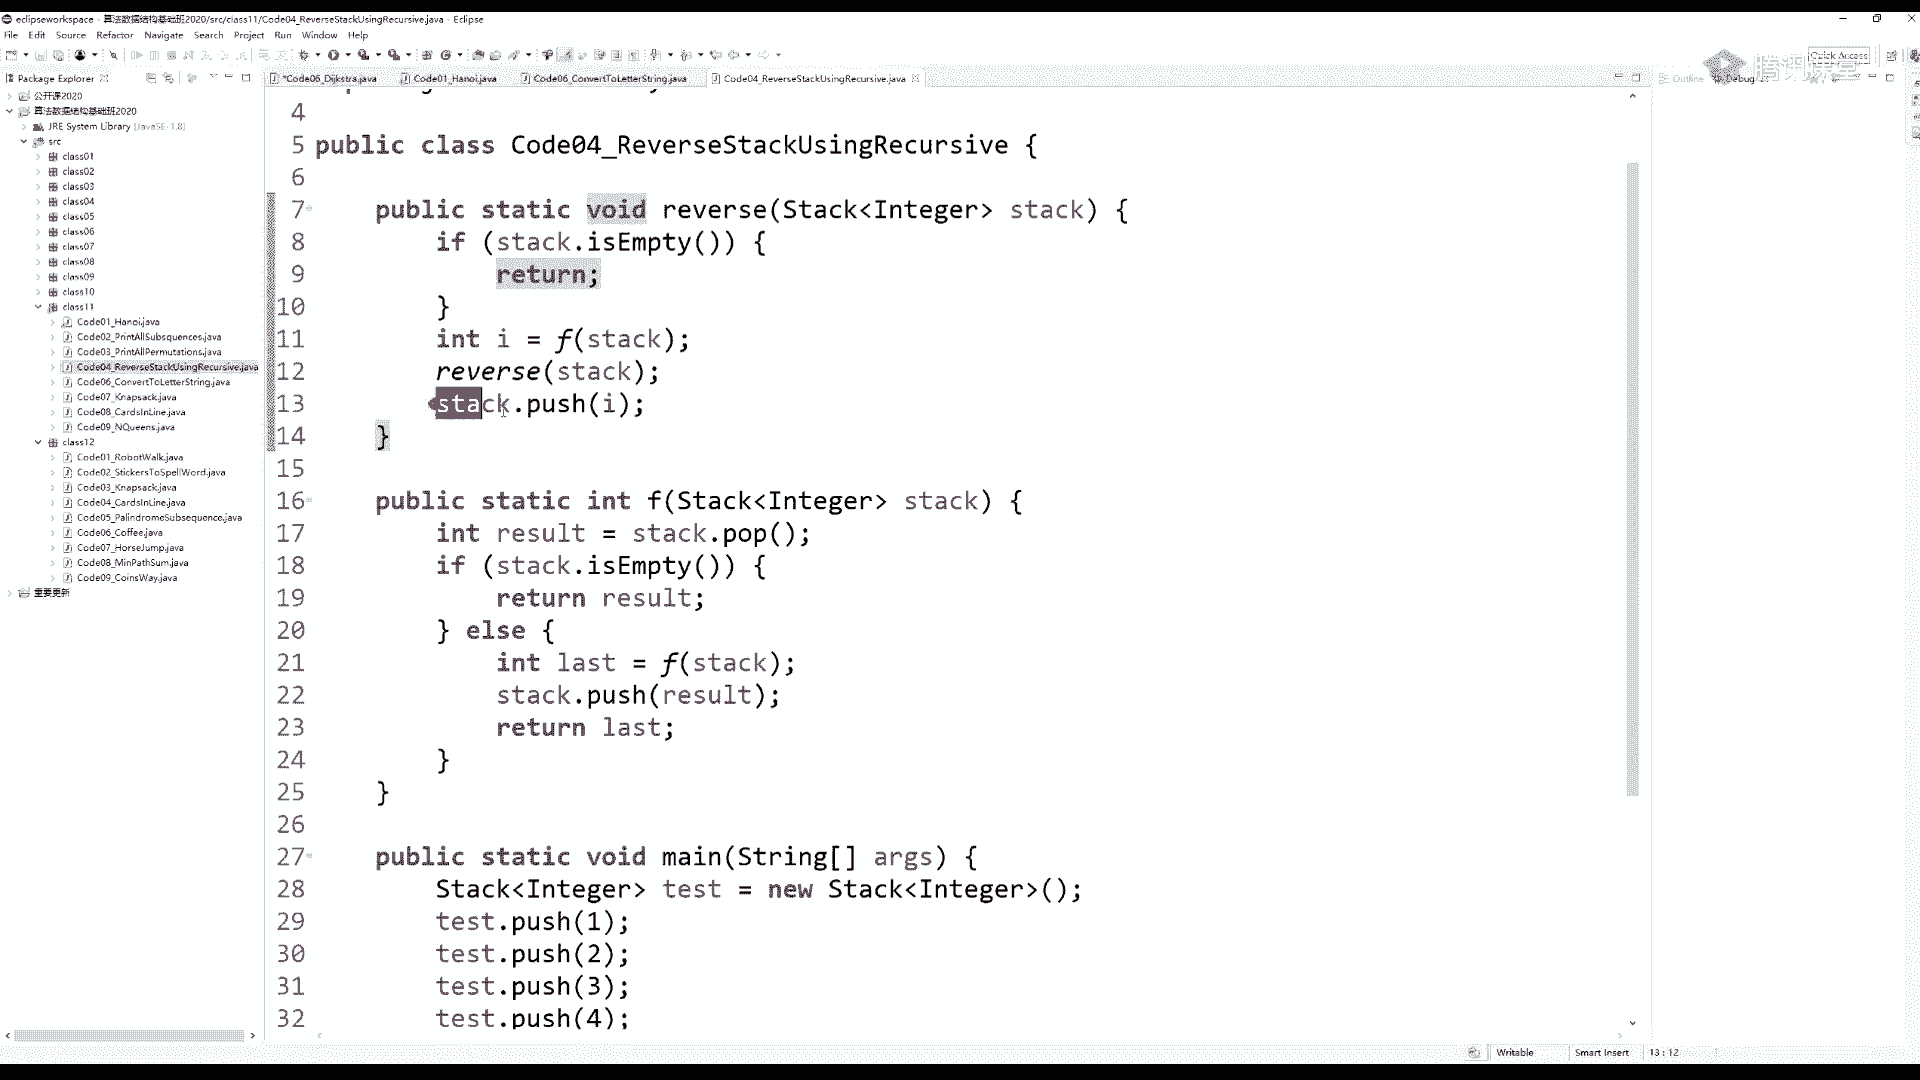 eclipseworkspace - 算法数据结构基础班2020/src/class11/Code04_ReverseStackUsingRecursive.java - Eclipse
File Edit Source Refactor Navigate Search Project Run Window Help
Quick Access
腾讯课堂
Package Explorer
*Code06_Dijkstra.java
Code01_Hanoi.java
Code06_ConvertToLetterString.java
Code04_ReverseStackUsingRecursive.java
Outline
Debug
公开课2020
算法数据结构基础班2020
JRE System Library [JavaSE-1.8]
src
class01
class02
class03
class04
class05
class06
class07
class08
class09
class10
class11
Code01_Hanoi.java
Code02_PrintAllSubsquences.java
Code03_PrintAllPermutations.java
Code04_ReverseStackUsingRecursive.java
Code06_ConvertToLetterString.java
Code07_Knapsack.java
Code08_CardsInLine.java
Code09_NQueens.java
class12
Code01_RobotWalk.java
Code02_StickersToSpellWord.java
Code03_Knapsack.java
Code04_CardsInLine.java
Code05_PalindromeSubsequence.java
Code06_Coffee.java
Code07_HorseJump.java
Code08_MinPathSum.java
Code09_CoinsWay.java
重要更新
4
5 public class Code04_ReverseStackUsingRecursive {
6
7 public static void reverse(Stack<Integer> stack) {
8 if (stack.isEmpty()) {
9 return;
10 }
11 int i = f(stack);
12 reverse(stack);
13 stack.push(i);
14 }
15
16 public static int f(Stack<Integer> stack) {
17 int result = stack.pop();
18 if (stack.isEmpty()) {
19 return result;
20 } else {
21 int last = f(stack);
22 stack.push(result);
23 return last;
24 }
25 }
26
27 public static void main(String[] args) {
28 Stack<Integer> test = new Stack<Integer>();
29 test.push(1);
30 test.push(2);
31 test.push(3);
32 test.push(4);
Writable Smart Insert 13 : 12